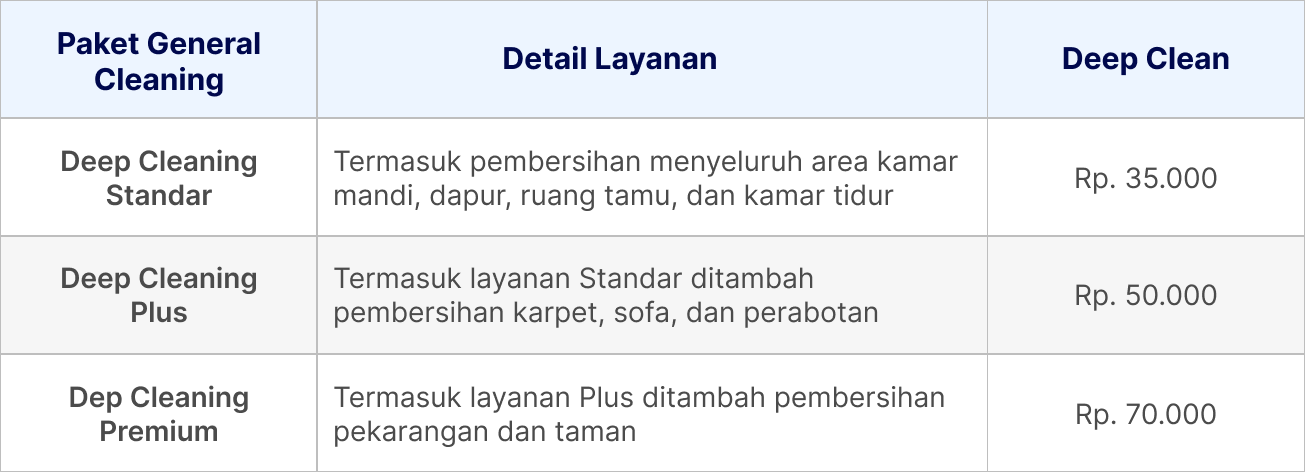 Paket General
Cleaning
Detail Layanan
Deep Clean
Deep Cleaning
Standar
Termasuk pembersihan menyeluruh area kamar
mandi, dapur, ruang tamu, dan kamar tidur
Rp. 35.000
Deep Cleaning
Plus
Termasuk layanan Standar ditambah
pembersihan karpet, sofa, dan perabotan
Rp. 50.000
Dep Cleaning
Premium
Termasuk layanan Plus ditambah pembersihan
pekarangan dan taman
Rp. 70.000